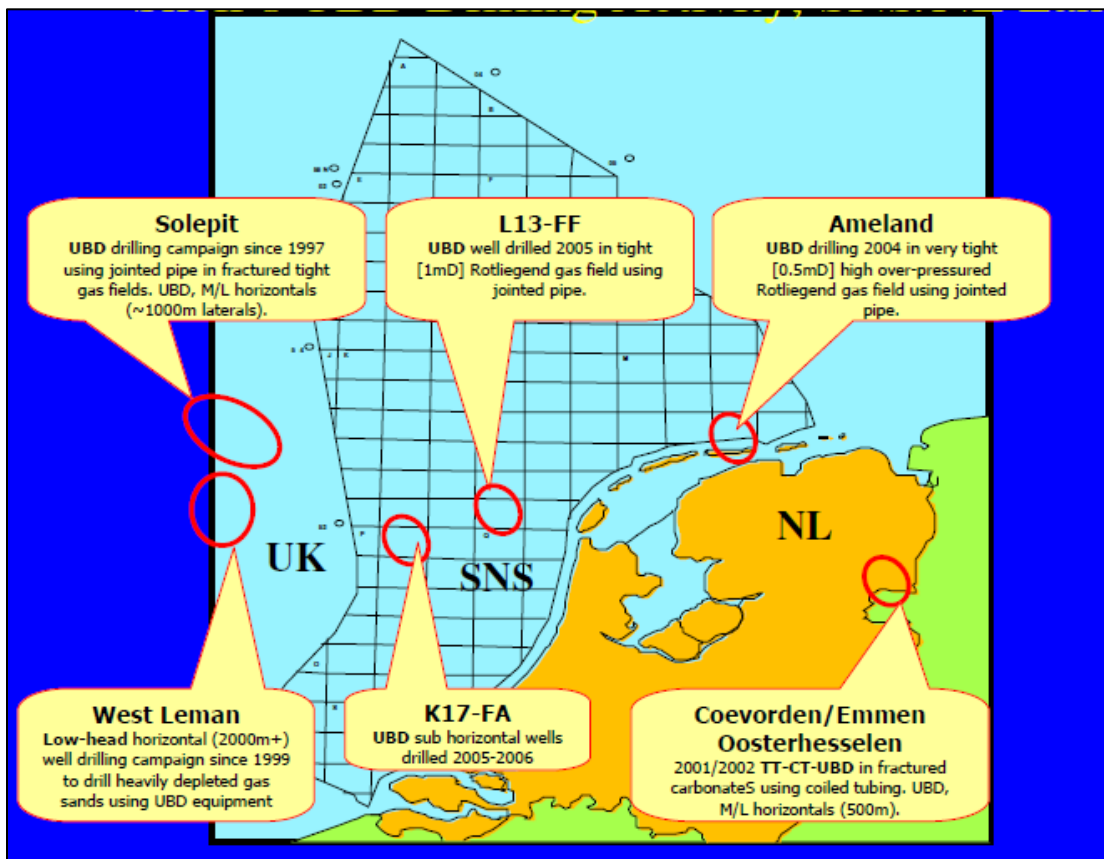 Solepit
UBD drilling campaign since 1997
using jointed pipe in fractured tight
gas fields. UBD, M/L horizontals
(~1000m laterals).
L13-FF
UBD well drilled 2005 in tight
[1mD] Rotliegend gas field using
jointed pipe.
Ameland
UBD drilling 2004 in very tight
[0.5mD] high over-pressured
Rotliegend gas field using jointed
pipe.
UK
SNS
NL
West Leman
Low-head horizontal (2000m+)
well drilling campaign since 1999
to drill heavily depleted gas
sands using UBD equipment
K17-FA
UBD sub horizontal wells
drilled 2005-2006
Coevorden/Emmen
Oosterhesselen
2001/2002 TT-CT-UBD in fractured
carbonateS using coiled tubing. UBD,
M/L horizontals (500m).